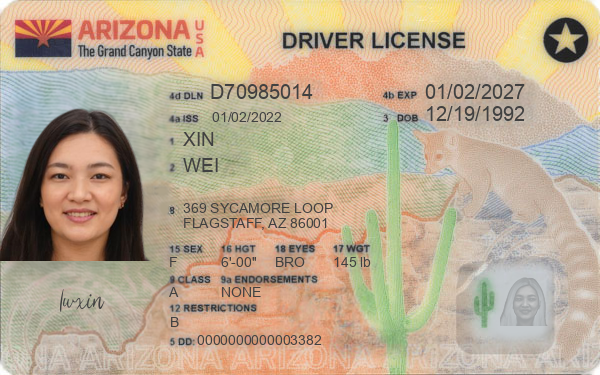 ARIZONA USA
The Grand Canyon State
DRIVER LICENSE
4d DLN D70985014
4b EXP 01/02/2027
4a ISS 01/02/2022
3 DOB 12/19/1992
1 XIN
2 WEI
8 369 SYCAMORE LOOP
FLAGSTAFF, AZ 86001
15 SEX 16 HGT 18 EYES 17 WGT
F 6'-00" BRO 145 lb
9 CLASS 9a ENDORSEMENTS
A NONE
12 RESTRICTIONS
B
5 DD: 0000000000003382
ONA ARIZONA ARIZONA ARIZONA ARIZONA ARIZON